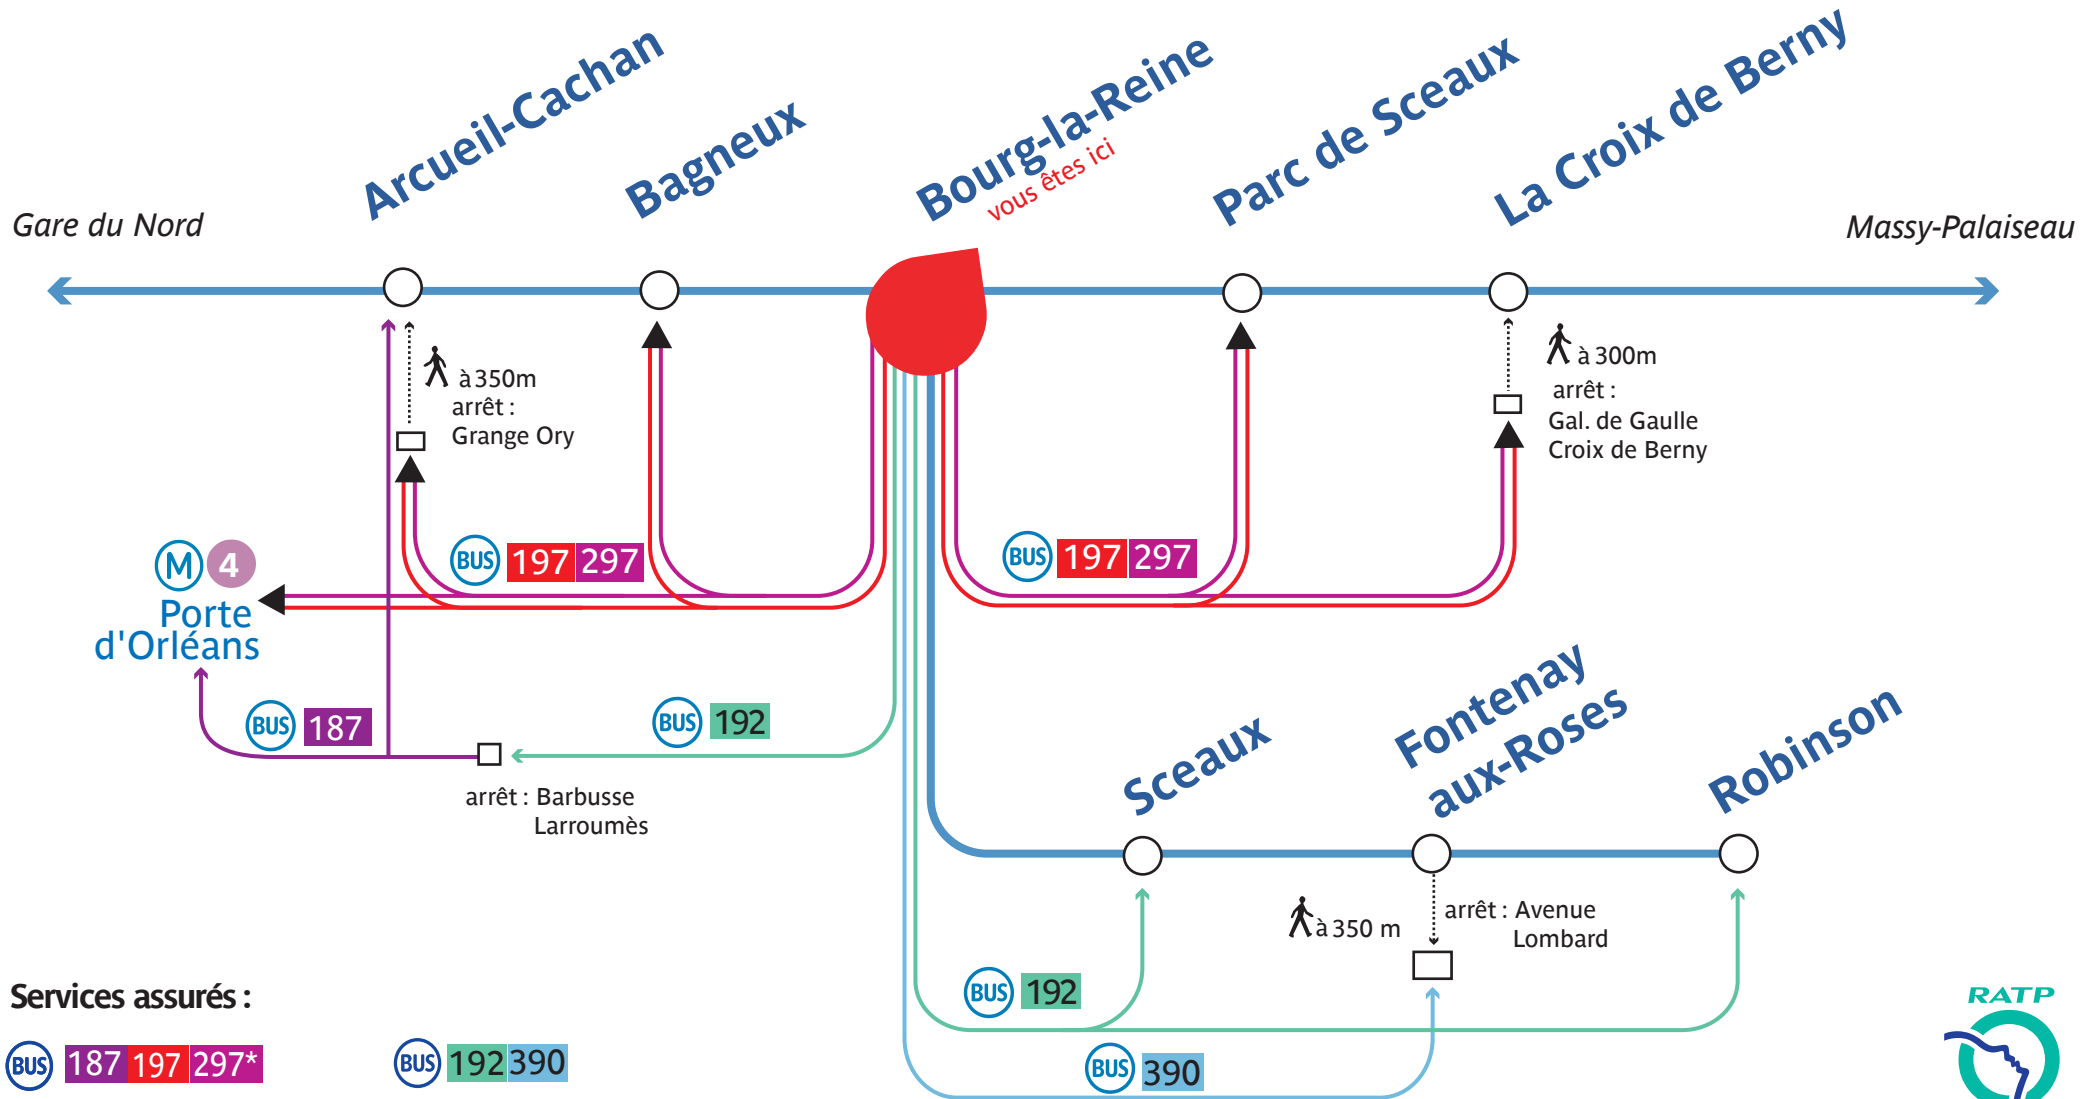 Arcueil-Cachan
Bagneux
Bourg-la-Reine
vous êtes ici
Parc de Sceaux
La Croix de Berny
Gare du Nord
Massy-Palaiseau
à 350m
arrêt :
Grange Ory
à 300m
arrêt :
Gal. de Gaulle
Croix de Berny
BUS 197 297
BUS 197 297
M 4
Porte
d'Orléans
BUS 187
BUS 192
arrêt : Barbusse
Larroumès
Sceaux
Fontenay
aux-Roses
Robinson
à 350 m
arrêt : Avenue
Lombard
BUS 192
BUS 390
Services assurés :
BUS 187 197 297*
BUS 192 390
RATP